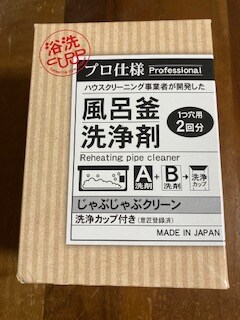 浴洗
プロ仕様 Professional
ハウスクリーニング事業者が開発した
風呂釜
洗浄剤
1つ穴用
2回分
Reheating pipe cleaner
A洗剤 + B洗剤 → 洗浄カップ
じゃぶじゃぶクリーン
洗浄カップ付き(意匠登録済)
MADE IN JAPAN